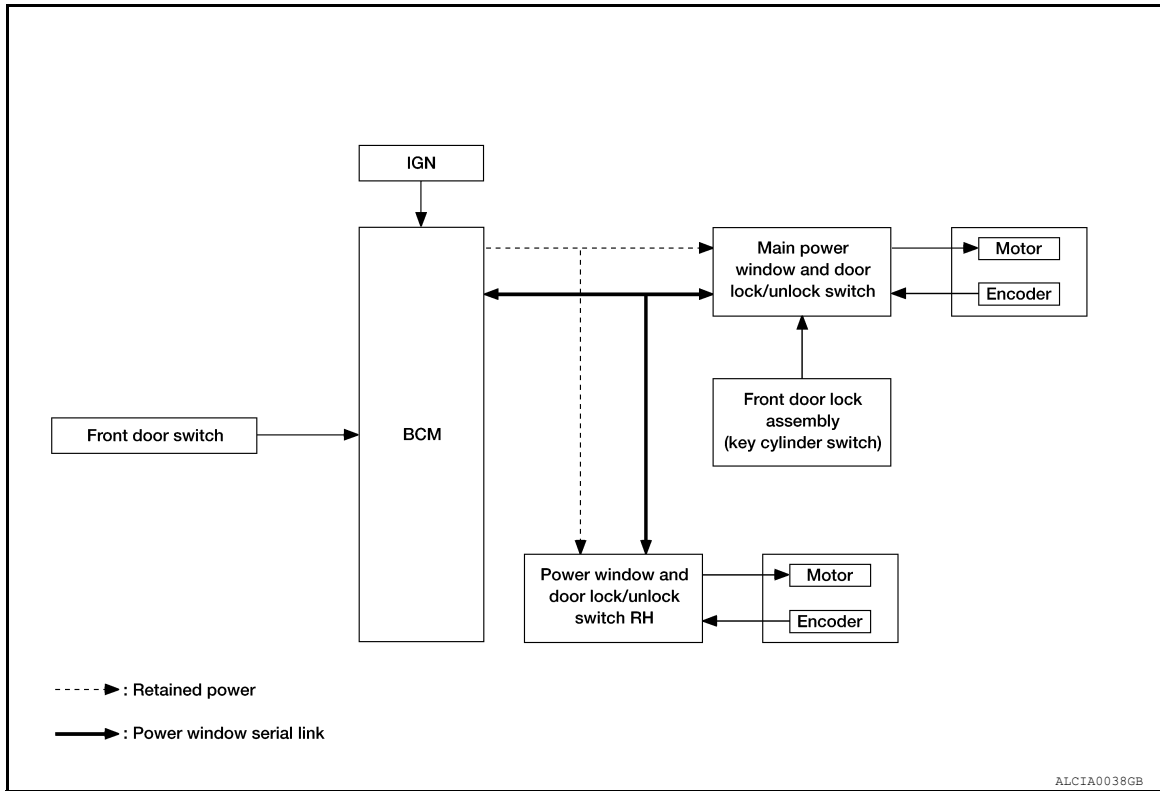 IGN
Main power
window and door
lock/unlock switch
Motor
Encoder
Front door lock
assembly
(key cylinder switch)
Front door switch
BCM
Power window and
door lock/unlock
switch RH
Motor
Encoder
: Retained power
: Power window serial link
ALCIA0038GB